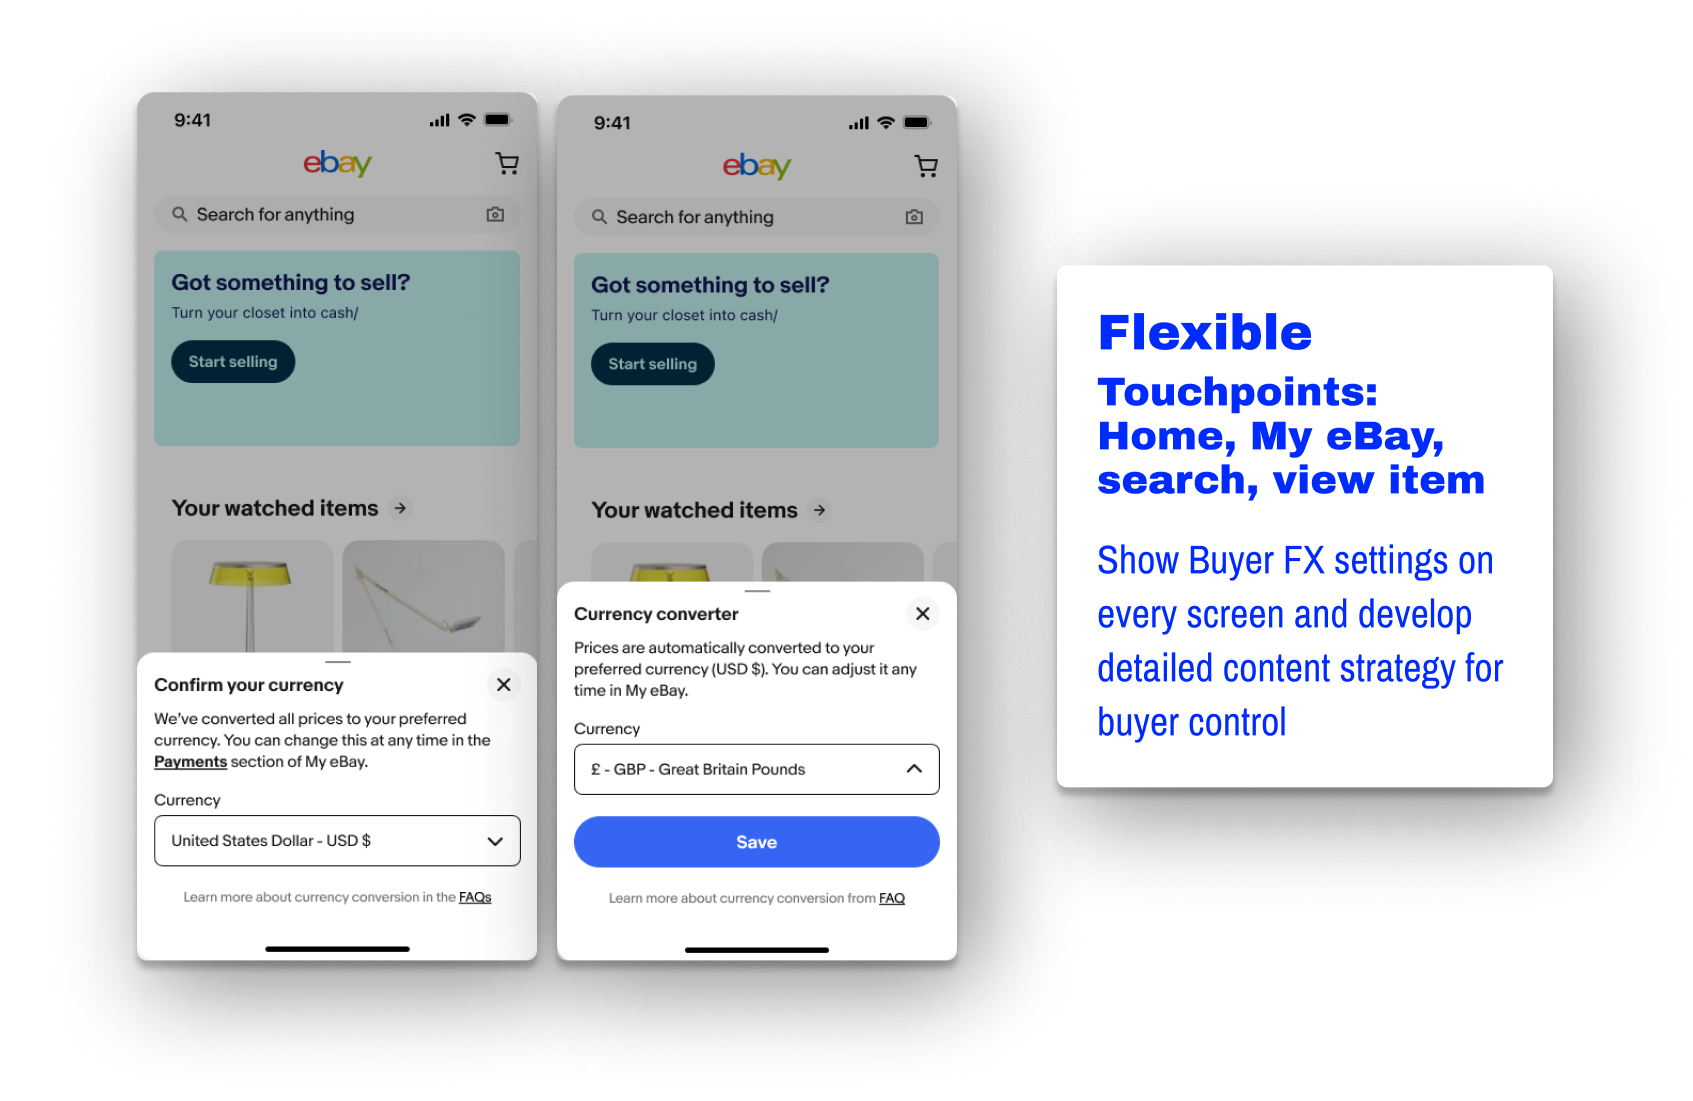 9:41
ebay
Search for anything
Got something to sell?
Turn your closet into cash/
Start selling
Your watched items
Confirm your currency
We’ve converted all prices to your preferred
currency. You can change this at any time in the
Payments section of My eBay.
Currency
United States Dollar - USD $
Learn more about currency conversion in the FAQs
9:41
ebay
Search for anything
Got something to sell?
Turn your closet into cash/
Start selling
Your watched items
Currency converter
Prices are automatically converted to your
preferred currency (USD $). You can adjust it any
time in My eBay.
Currency
£ - GBP - Great Britain Pounds
Save
Learn more about currency conversion from FAQ
Flexible
Touchpoints:
Home, My eBay,
search, view item
Show Buyer FX settings on
every screen and develop
detailed content strategy for
buyer control